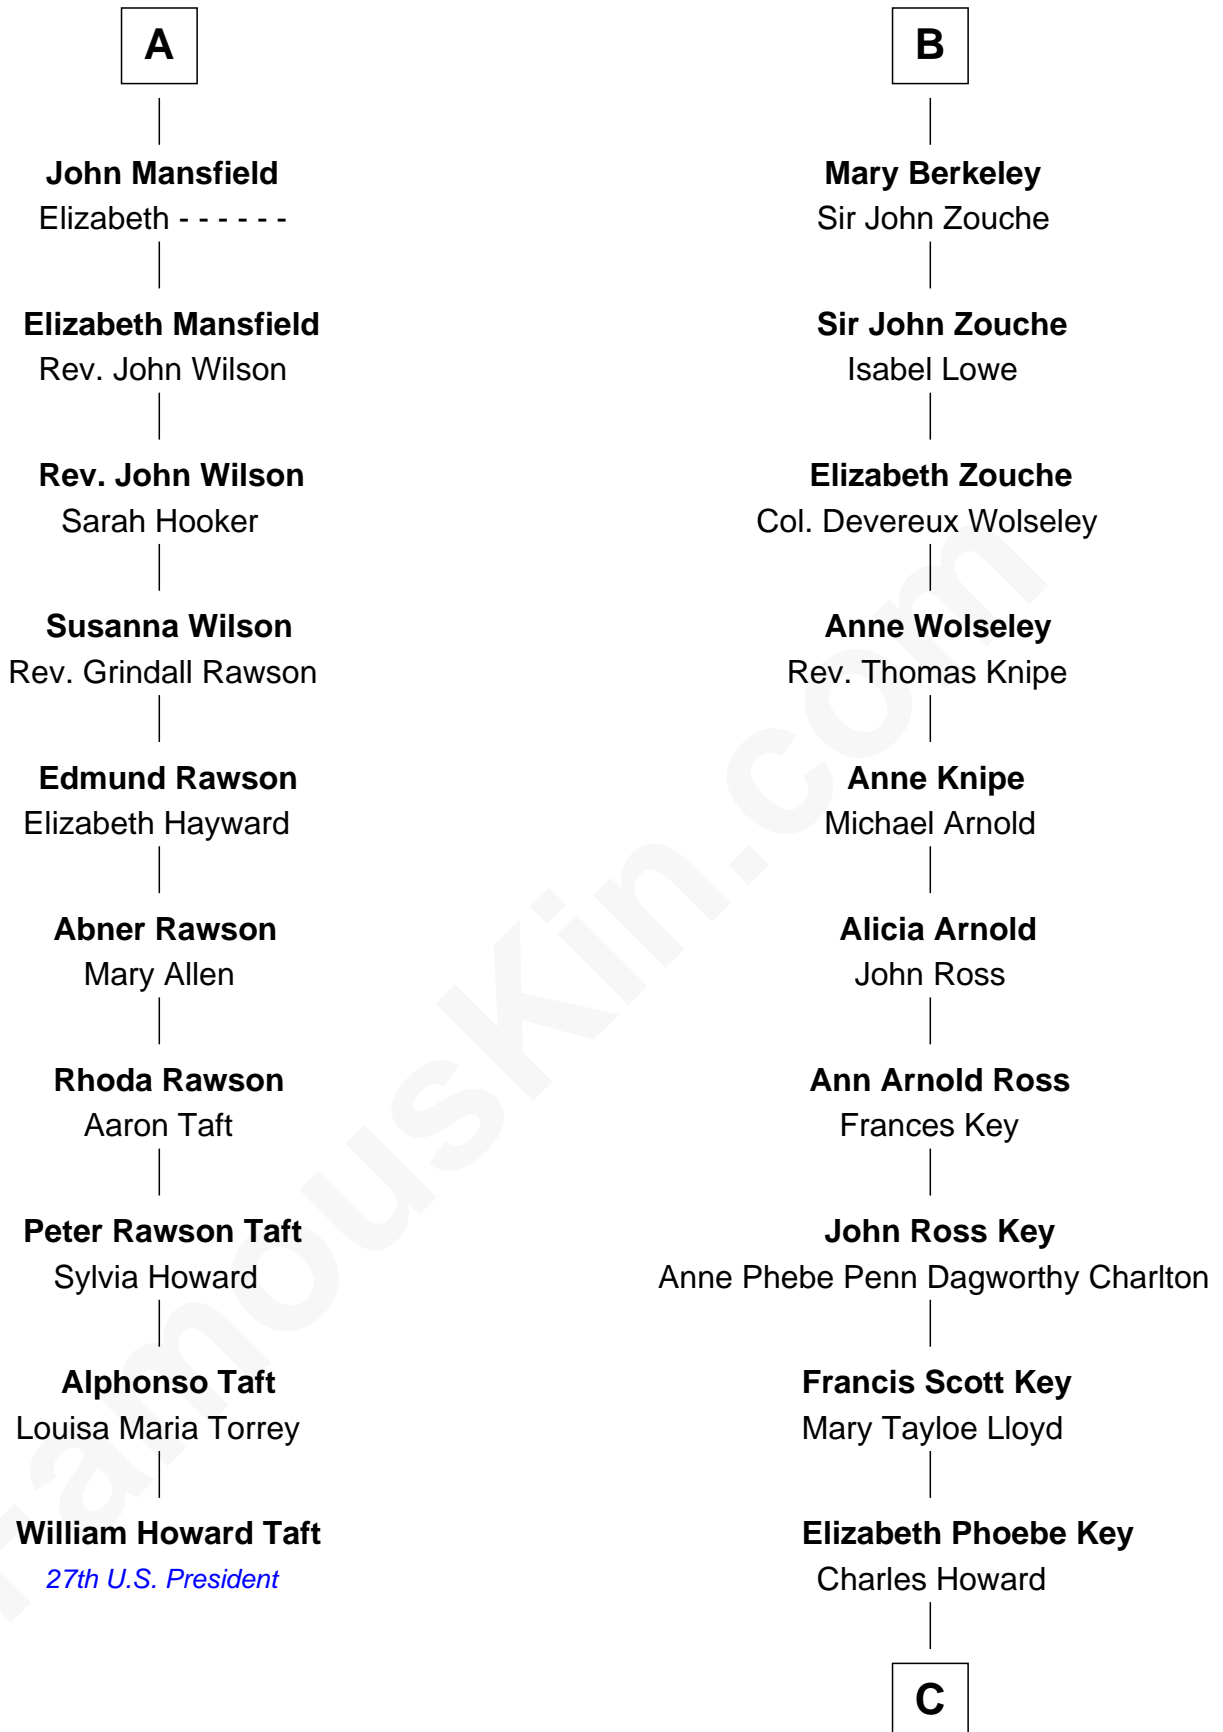 A
John Mansfield
Elizabeth - - - - - -
Elizabeth Mansfield
Rev. John Wilson
Rev. John Wilson
Sarah Hooker
Susanna Wilson
Rev. Grindall Rawson
Edmund Rawson
Elizabeth Hayward
Abner Rawson
Mary Allen
Rhoda Rawson
Aaron Taft
Peter Rawson Taft
Sylvia Howard
Alphonso Taft
Louisa Maria Torrey
William Howard Taft
27th U.S. President
B
Mary Berkeley
Sir John Zouche
Sir John Zouche
Isabel Lowe
Elizabeth Zouche
Col. Devereux Wolseley
Anne Wolseley
Rev. Thomas Knipe
Anne Knipe
Michael Arnold
Alicia Arnold
John Ross
Ann Arnold Ross
Frances Key
John Ross Key
Anne Phebe Penn Dagworthy Charlton
Francis Scott Key
Mary Tayloe Lloyd
Elizabeth Phoebe Key
Charles Howard
C
FamousKin.com